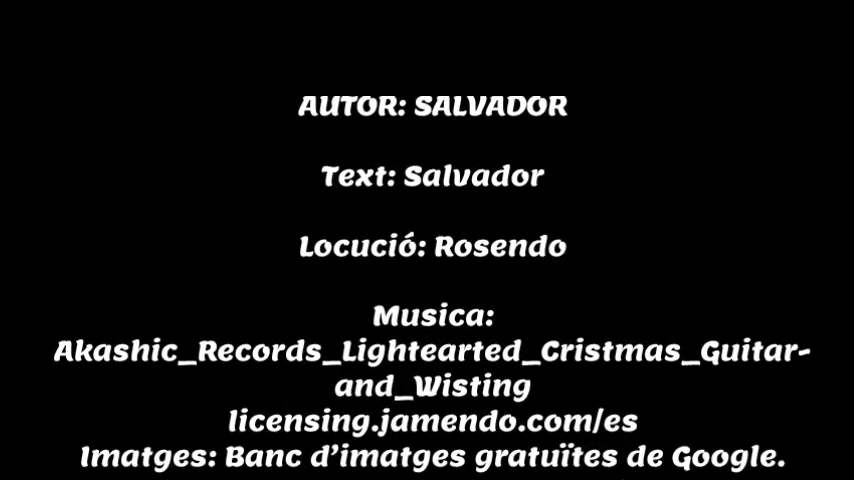 AUTOR: SALVADOR
Text: Salvador
Locució: Rosendo
Musica:
Akashic_Records_Lightearted_Cristmas_Guitar-
and_Wisting
licensing.jamendo.com/es
Imatges: Banc d’imatges gratuïtes de Google.